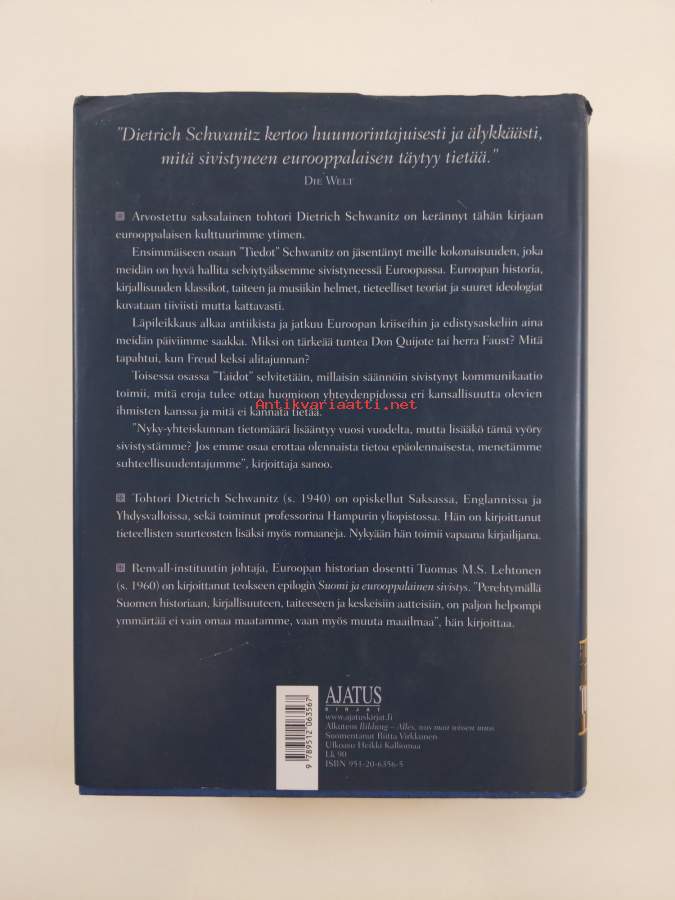 "Dietrich Schwanitz kertoo huumorintajuisesti ja älykkäästi,
mitä sivistyneen eurooppalaisen täytyy tietää."
DIE WELT
Arvostettu saksalainen tohtori Dietrich Schwanitz on kerännyt tähän kirjaan
eurooppalaisen kulttuurimme ytimen.
Ensimmäiseen osaan "Tiedot" Schwanitz on jäsentänyt meille kokonaisuuden, joka
meidän on hyvä hallita selviytyäksemme sivistyneessä Euroopassa. Euroopan historia,
kirjallisuuden klassikot, taiteen ja musiikin helmet, tieteelliset teoriat ja suuret ideologiat
kuvataan tiiviisti mutta kattavasti.
Läpileikkaus alkaa antiikista ja jatkuu Euroopan kriiseihin ja edistysaskeliin aina
meidän päiviimme saakka. Miksi on tärkeää tuntea Don Quijote tai herra Faust? Mitä
tapahtui, kun Freud keksi alitajunnan?
Toisessa osassa "Taidot" selvitetään, millaisin säännöin sivistynyt kommunikaatio
toimii, mitä eroja tulee ottaa huomioon yhteydenpidossa eri kansallisuutta olevien
ihmisten kanssa ja mitä ei kannata tietää.
Antikvariaatti.net
"Nyky-yhteiskunnan tietomäärä lisääntyy vuosi vuodelta, mutta lisääkö tämä vyöry
sivistystämme? Jos emme osaa erottaa olennaista tietoa epäolennaisesta, menetämme
suhteellisuudentajumme", kirjoittaja sanoo.
Tohtori Dietrich Schwanitz (s. 1940) on opiskellut Saksassa, Englannissa ja
Yhdysvalloissa, sekä toiminut professorina Hampurin yliopistossa. Hän on kirjoittanut
tieteellisten suurteosten lisäksi myös romaaneja. Nykyään hän toimii vapaana kirjailijana.
Renvall-instituutin johtaja, Euroopan historian dosentti Tuomas M.S. Lehtonen
(s. 1960) on kirjoittanut teokseen epilogin Suomi ja eurooppalainen sivistys. "Perehtymällä
Suomen historiaan, kirjallisuuteen, taiteeseen ja keskeisiin aatteisiin, on paljon helpompi
ymmärtää ei vain omaa maatamme, vaan myös muuta maailmaa", hän kirjoittaa.
9 789512 063567
AJATUS
KIRJAT
www.ajatuskirjat.fi
Alkuteos Bildung – Alles, was man wissen muss
Suomentanut Riitta Virkkunen
Ulkoasu Heikki Kalliomaa
Lk 90
ISBN 951-20-6356-5